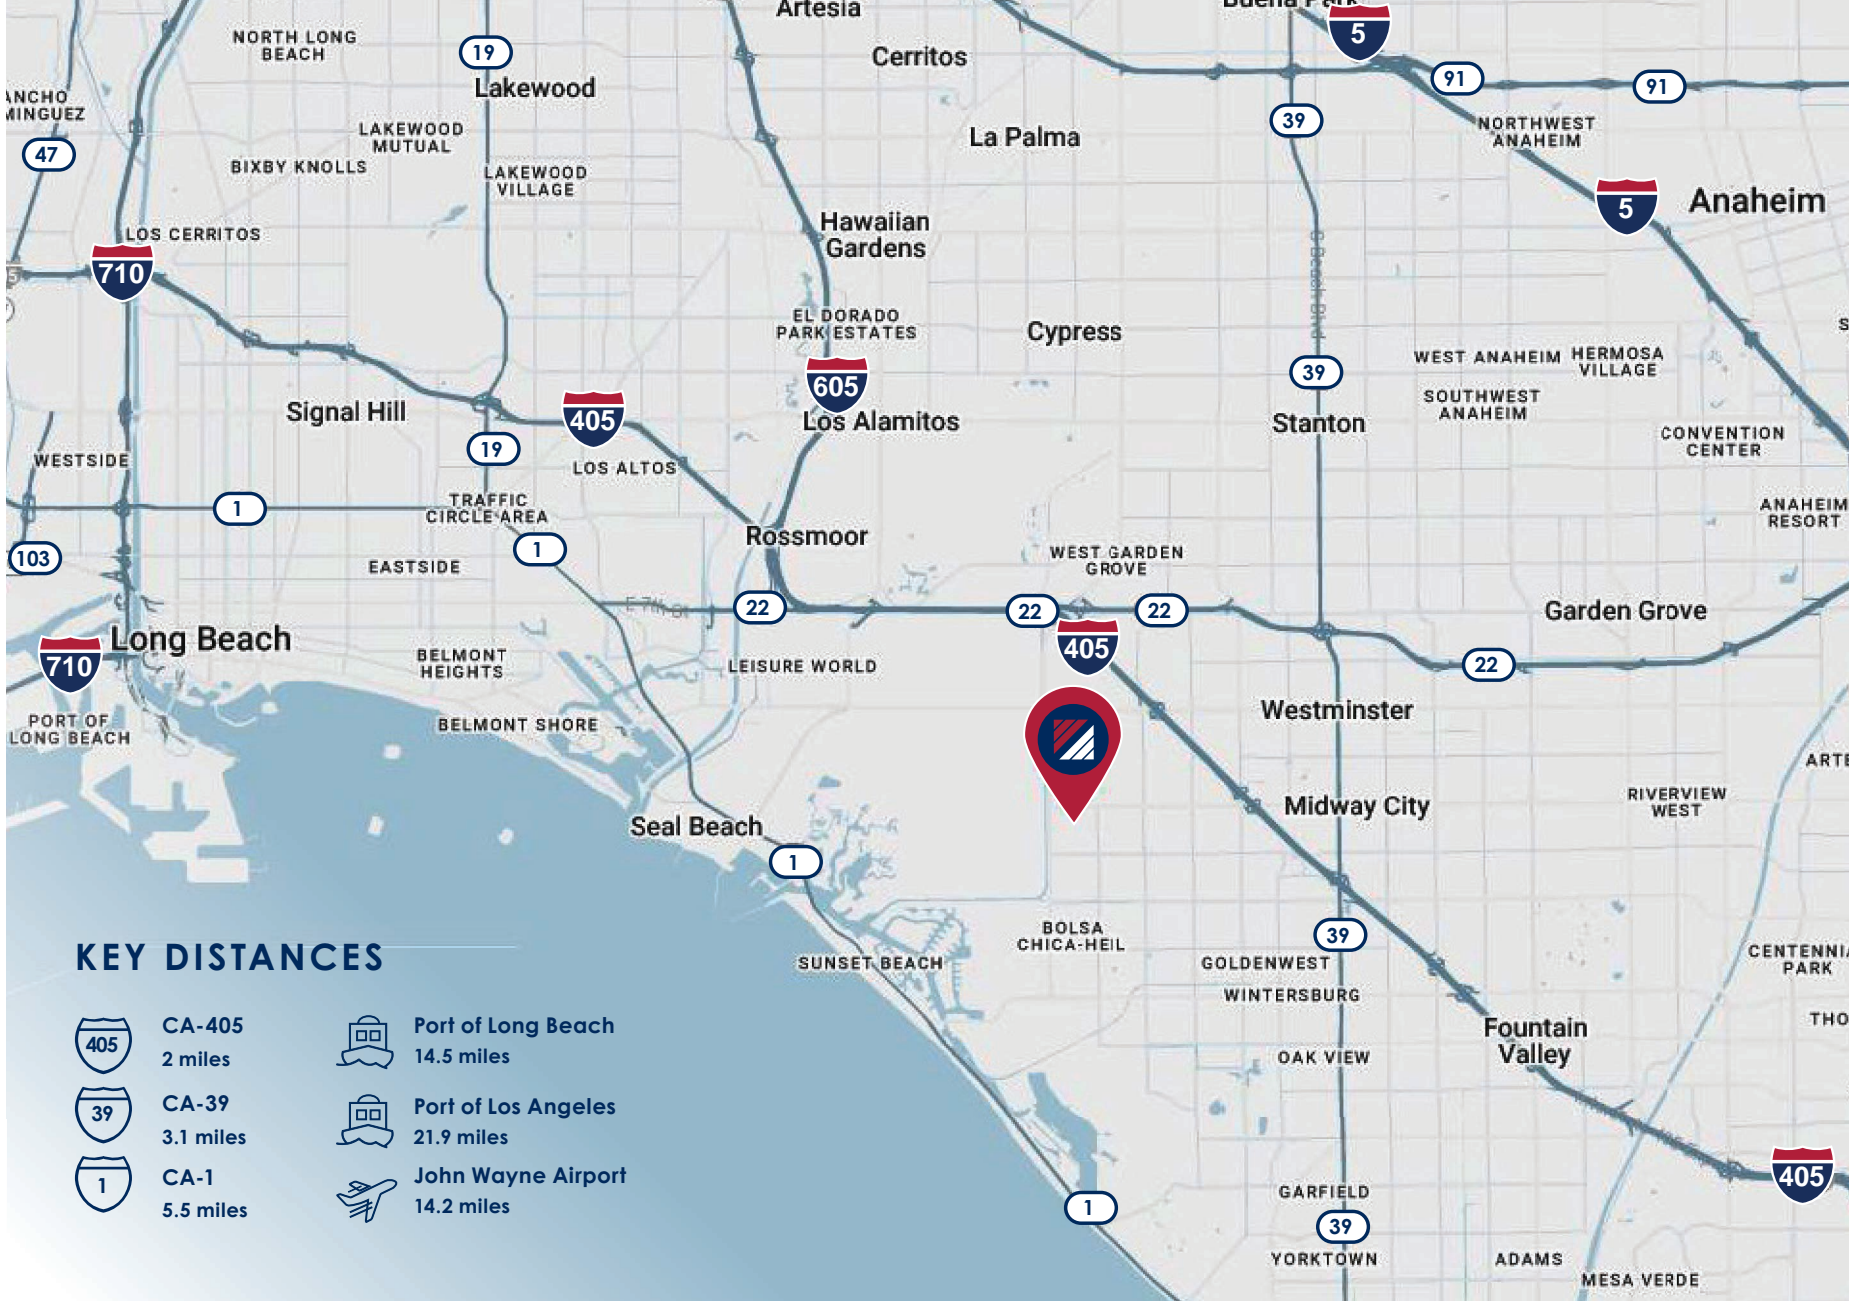 Artesia
Buena Park
5
NORTH LONG
BEACH
19
Cerritos
Lakewood
91
91
MINGUEZ
47
LAKEWOOD
MUTUAL
39
La Palma
NORTHWEST
ANAHEIM
BIXBY KNOLLS
LAKEWOOD
VILLAGE
5
Anaheim
LOS CERRITOS
Hawaiian
Gardens
710
S Beach Blvd
EL DORADO
PARK ESTATES
Cypress
WEST ANAHEIM
HERMOSA
VILLAGE
605
39
SOUTHWEST
ANAHEIM
Signal Hill
405
Los Alamitos
Stanton
CONVENTION
CENTER
19
WESTSIDE
LOS ALTOS
1
TRAFFIC
CIRCLE AREA
ANAHEIM
RESORT
Rossmoor
1
103
EASTSIDE
WEST GARDEN
GROVE
E 7th St
22
22
22
Garden Grove
Long Beach
710
405
BELMONT
HEIGHTS
LEISURE WORLD
22
PORT OF
LONG BEACH
BELMONT SHORE
Westminster
ARTE
Seal Beach
Midway City
RIVERVIEW
WEST
1
BOLSA
CHICA-HEIL
39
SUNSET BEACH
GOLDENWEST
CENTENNIA
PARK
WINTERSBURG
THO
Fountain
Valley
OAK VIEW
405
GARFIELD
1
39
YORKTOWN
ADAMS
MESA VERDE
KEY DISTANCES
405
CA-405
2 miles
39
CA-39
3.1 miles
1
CA-1
5.5 miles
Port of Long Beach
14.5 miles
Port of Los Angeles
21.9 miles
John Wayne Airport
14.2 miles